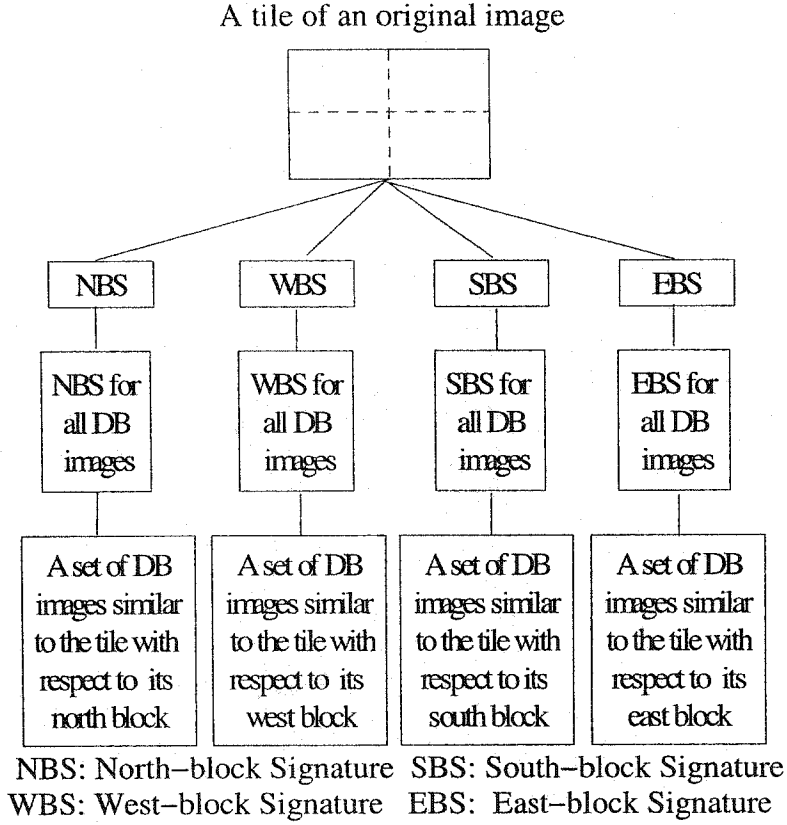 A tile of an original image
NBS
WBS
SBS
EBS
NBS for
all DB
images
WBS for
all DB
images
SBS for
all DB
images
EBS for
all DB
images
A set of DB
images similar
to the tile with
respect to its
north block
A set of DB
images similar
to the tile with
respect to its
west block
A set of DB
images similar
to the tile with
respect to its
south block
A set of DB
images similar
to the tile with
respect to its
east block
NBS: North–block Signature SBS: South–block Signature
WBS: West–block Signature EBS: East–block Signature